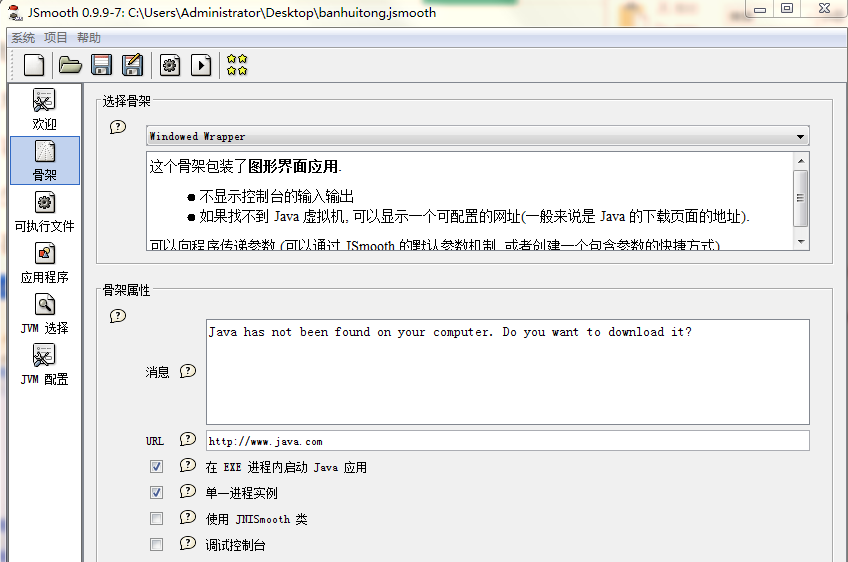 JSmooth 0.9.9-7: C:\Users\Administrator\Desktop\banhuitong.jsmooth
系统 项目 帮助
欢迎
骨架
可执行文件
应用程序
JVM 选择
JVM 配置
选择骨架
Windowed Wrapper
这个骨架包装了图形界面应用.
不显示控制台的输入输出
如果找不到 Java 虚拟机, 可以显示一个可配置的网址(一般来说是 Java 的下载页面的地址).
可以向程序传递参数 (可以通过 JSmooth 的默认参数机制, 或者创建一个包含参数的快捷方式)
骨架属性
消息
Java has not been found on your computer. Do you want to download it?
URL
http://www.java.com
在 EXE 进程内启动 Java 应用
单一进程实例
使用 JNISmooth 类
调试控制台